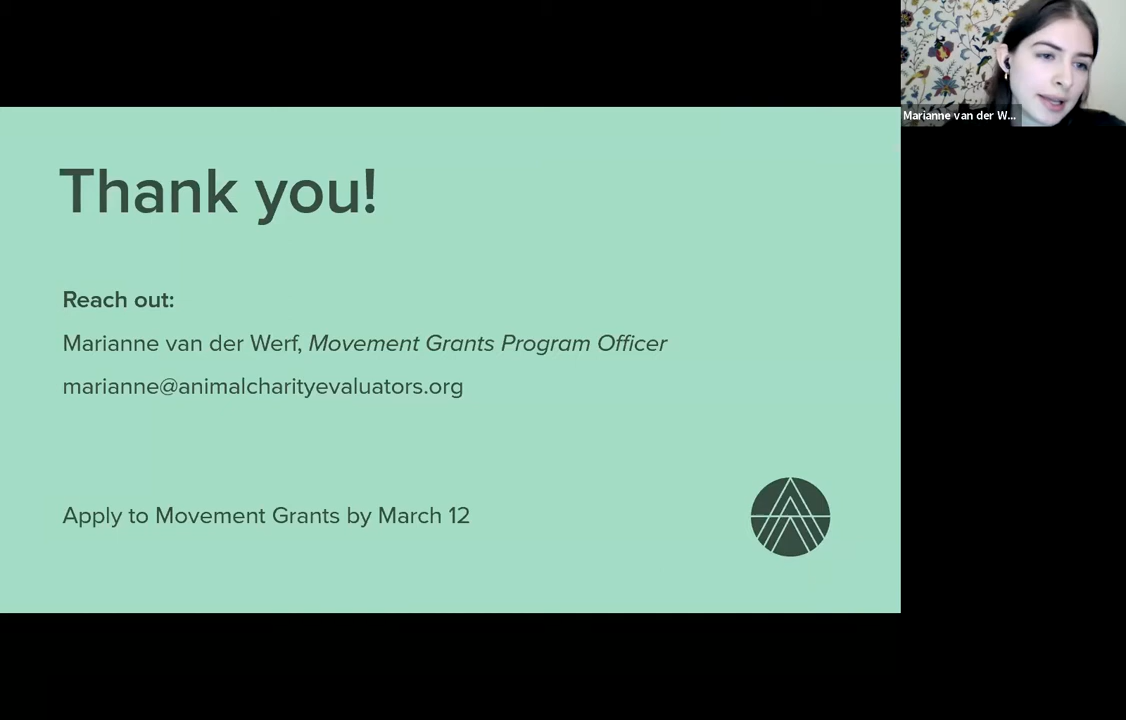 Marianne van der W...
Thank you!
Reach out:
Marianne van der Werf, Movement Grants Program Officer
marianne@animalcharityevaluators.org
Apply to Movement Grants by March 12